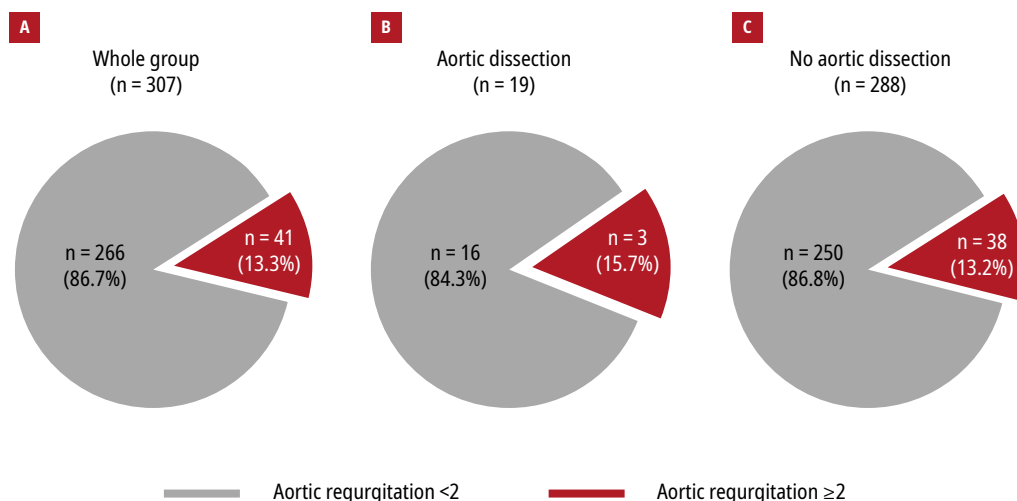 A
Whole group
(n = 307)
n = 266
(86.7%)
n = 41
(13.3%)
B
Aortic dissection
(n = 19)
n = 16
(84.3%)
n = 3
(15.7%)
C
No aortic dissection
(n = 288)
n = 250
(86.8%)
n = 38
(13.2%)
Aortic regurgitation <2
Aortic regurgitation ≥2